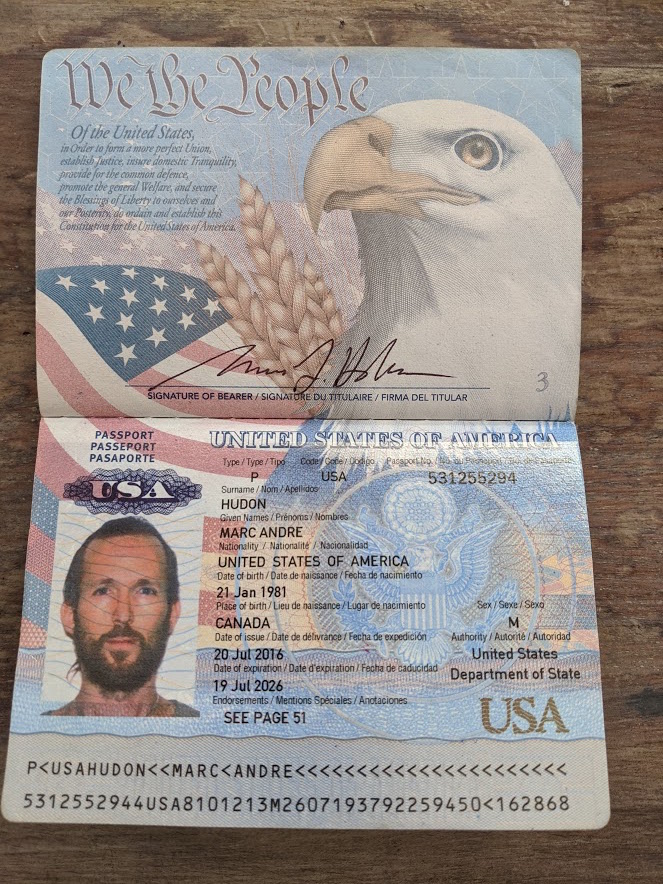 We the People
Of the United States,
in Order to form a more perfect Union,
establish Justice, insure domestic Tranquility,
provide for the common defence,
promote the general Welfare, and secure
the Blessings of Liberty to ourselves and
our Posterity, do ordain and establish this
Constitution for the United States of America.
SIGNATURE OF BEARER / SIGNATURE DU TITULAIRE / FIRMA DEL TITULAR
3
PASSPORT
PASSEPORT
PASAPORTE
USA
UNITED STATES OF AMERICA
Type / Type / Tipo Code / Code / Código Passport No. / No. du Passeport /
P USA 531255294
Surname / Nom / Apellidos
HUDON
Given Names / Prénoms / Nombres
MARC ANDRE
Nationality / Nationalité / Nacionalidad
UNITED STATES OF AMERICA
Date of birth / Date de naissance / Fecha de nacimiento
21 Jan 1981
Place of birth / Lieu de naissance / Lugar de nacimiento Sex / Sexe / Sexo
CANADA M
Date of issue / Date de délivrance / Fecha de expedición Authority / Autorité / Autoridad
20 Jul 2016 United States
Date of expiration / Date d'expiration / Fecha de caducidad Department of State
19 Jul 2026
Endorsements / Mentions Spéciales / Anotaciones
SEE PAGE 51
USA
P<USAHUDON<<MARC<ANDRE<<<<<<<<<<<<<<<<<<<<<<
5312552944USA8101213M2607193792259450<162868